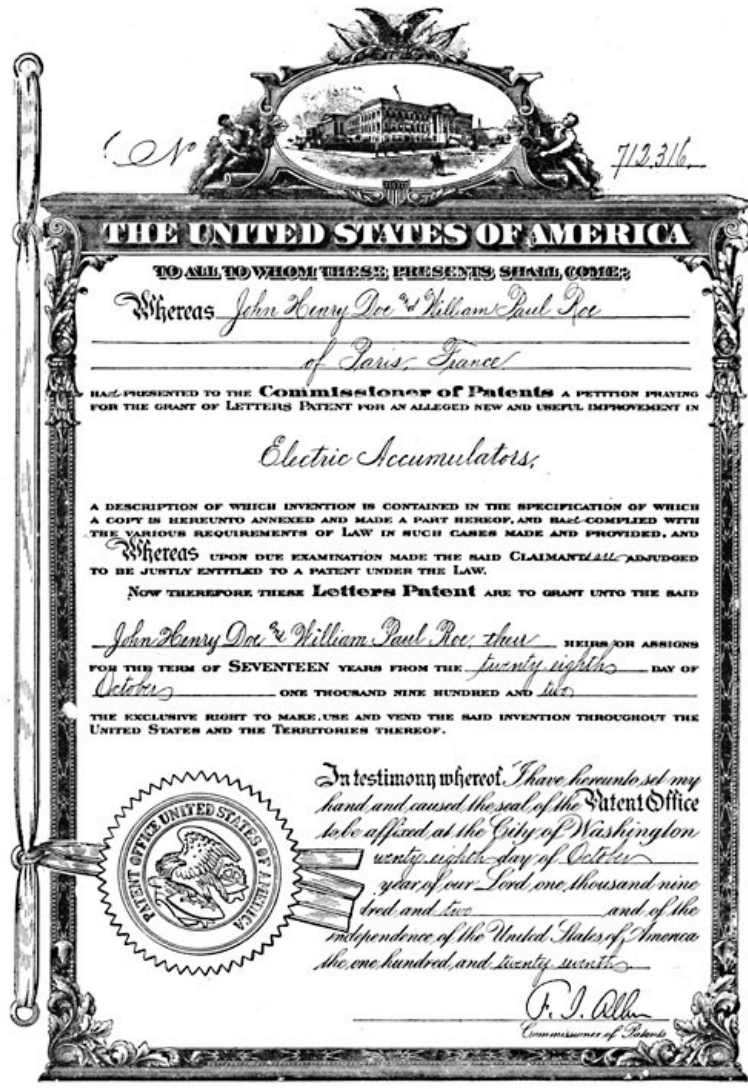 No 712,316.
THE UNITED STATES OF AMERICA
TO ALL TO WHOM THESE PRESENTS SHALL COME:
Whereas John Henry Doe and William Paul Roe
of Paris, France
HAve PRESENTED TO THE Commissioner of Patents A PETITION PRAYING
FOR THE GRANT OF LETTERS PATENT FOR AN ALLEGED NEW AND USEFUL IMPROVEMENT IN
Electric Accumulators,
A DESCRIPTION OF WHICH INVENTION IS CONTAINED IN THE SPECIFICATION OF WHICH
A COPY IS HEREUNTO ANNEXED AND MADE A PART HEREOF, AND HAve COMPLIED WITH
THE VARIOUS REQUIREMENTS OF LAW IN SUCH CASES MADE AND PROVIDED, AND
Whereas UPON DUE EXAMINATION MADE THE SAID CLAIMANTs are ADJUDGED
TO BE JUSTLY ENTITLED TO A PATENT UNDER THE LAW.
NOW THEREFORE THESE Letters Patent ARE TO GRANT UNTO THE SAID
John Henry Doe and William Paul Roe, their HEIRS OR ASSIGNS
FOR THE TERM OF SEVENTEEN YEARS FROM THE twenty eighth DAY OF
October ONE THOUSAND NINE HUNDRED AND two
THE EXCLUSIVE RIGHT TO MAKE, USE AND VEND THE SAID INVENTION THROUGHOUT THE
UNITED STATES AND THE TERRITORIES THEREOF.
In testimony whereof I have hereunto set my
hand and caused the seal of the Patent Office
to be affixed at the City of Washington
wenty eighth day of October
year of our Lord one thousand nine
dred and two and of the
independence of the United States of America
the one hundred and twenty seventh
PATENT OFFICE UNITED STATES OF AMERICA
F. I. Allen
Commissioner of Patents